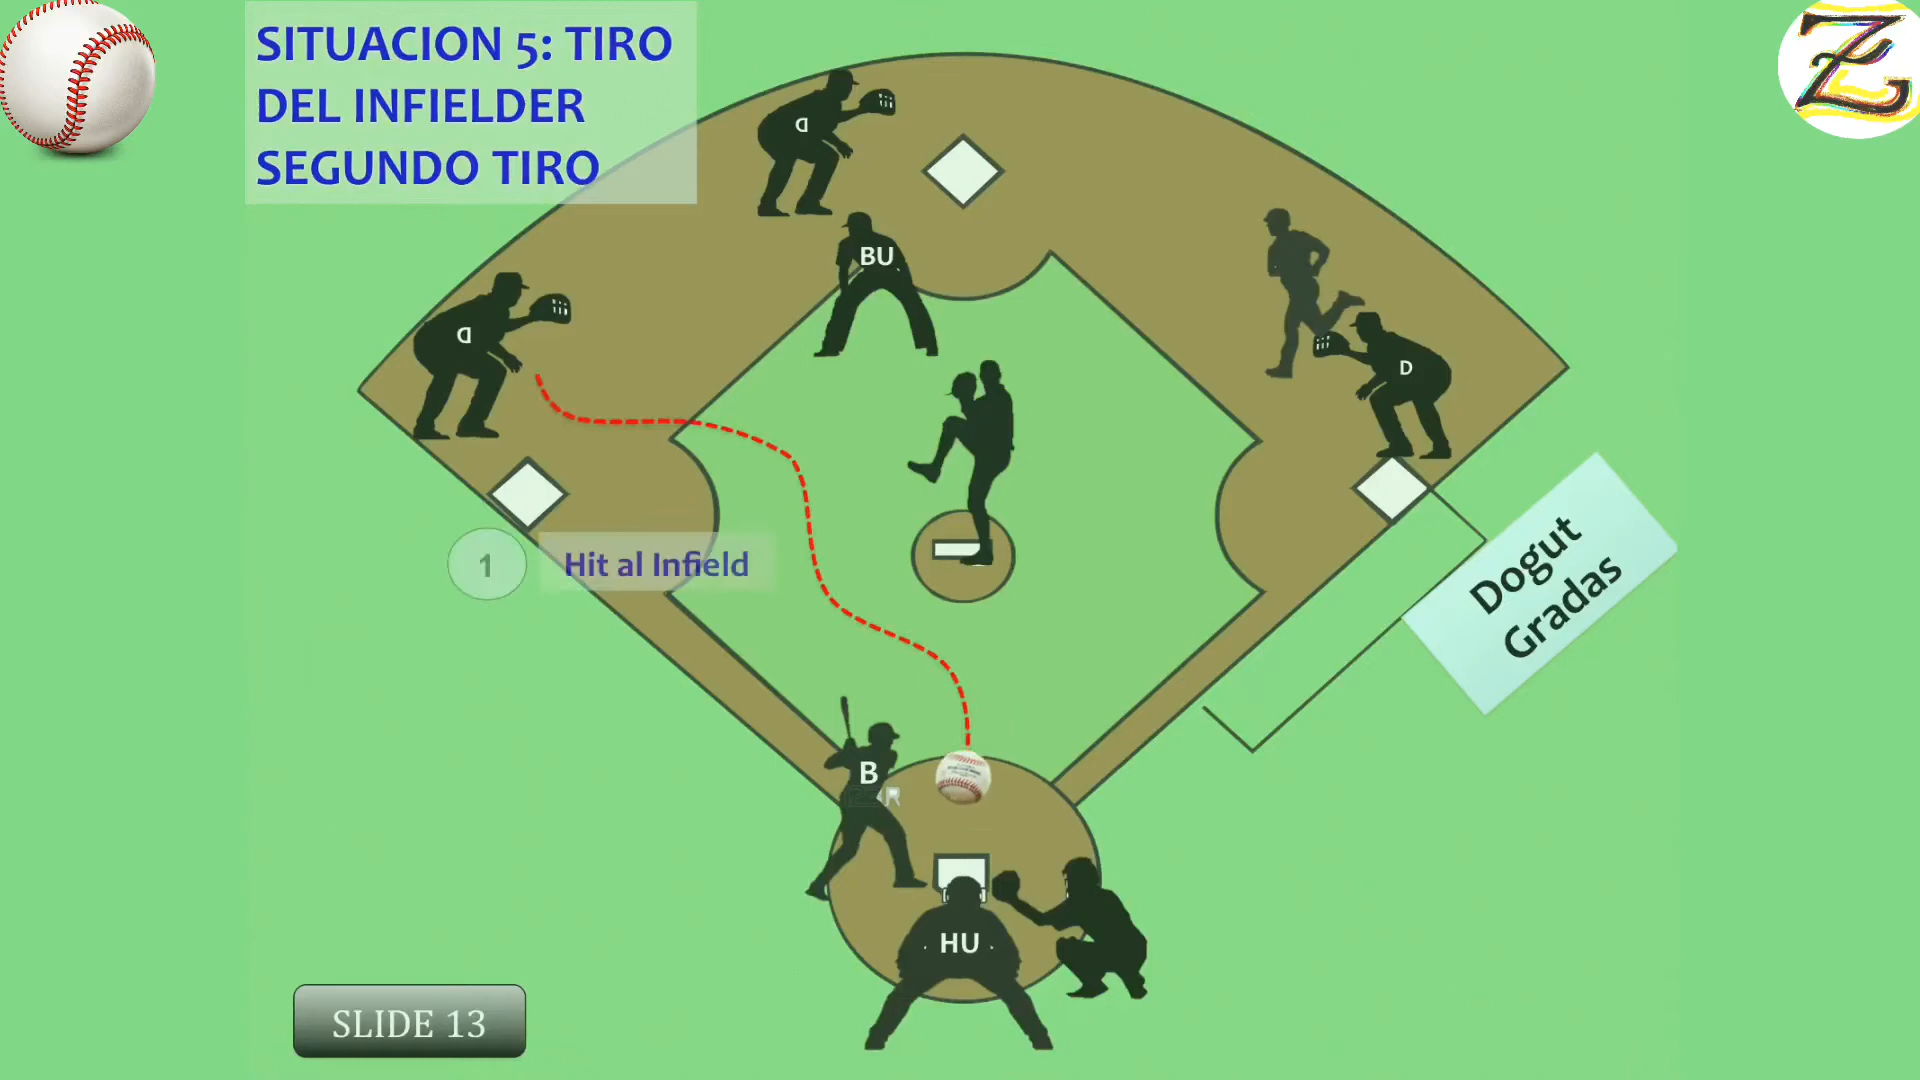 SITUACION 5: TIRO
DEL INFIELDER
SEGUNDO TIRO
Z
D
BU
D
D
1
Hit al Infield
Dogut
Gradas
B
R
HU
SLIDE 13